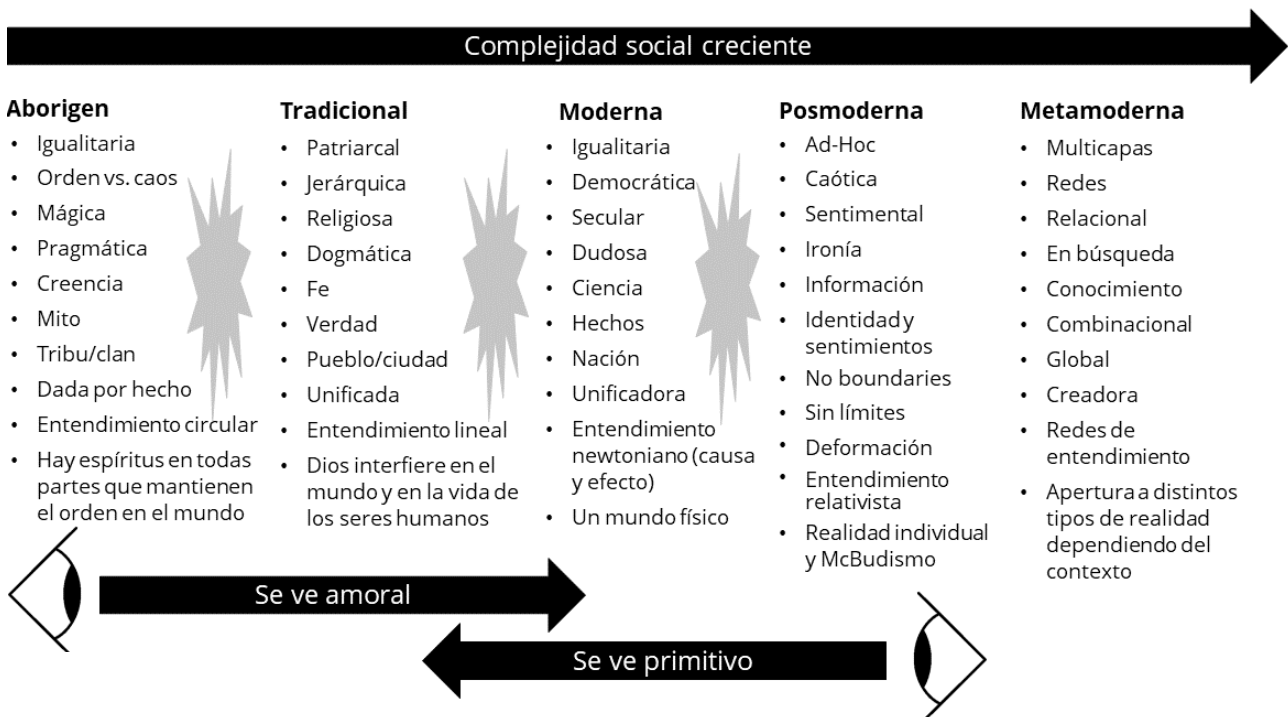 Complejidad social creciente
Aborigen
• Igualitaria
• Orden vs. caos
• Mágica
• Pragmática
• Creencia
• Mito
• Tribu/clan
• Dada por hecho
• Entendimiento circular
• Hay espíritus en todas
partes que mantienen
el orden en el mundo
Tradicional
• Patriarcal
• Jerárquica
• Religiosa
• Dogmática
• Fe
• Verdad
• Pueblo/ciudad
• Unificada
• Entendimiento lineal
• Dios interfiere en el
mundo y en la vida de
los seres humanos
Moderna
• Igualitaria
• Democrática
• Secular
• Dudosa
• Ciencia
• Hechos
• Nación
• Unificadora
• Entendimiento
newtoniano (causa
y efecto)
• Un mundo físico
Posmoderna
• Ad-Hoc
• Caótica
• Sentimental
• Ironía
• Información
• Identidad y
sentimientos
• No boundaries
• Sin límites
• Deformación
• Entendimiento
relativista
• Realidad individual
y McBudismo
Metamoderna
• Multicapas
• Redes
• Relacional
• En búsqueda
• Conocimiento
• Combinacional
• Global
• Creadora
• Redes de
entendimiento
• Apertura a distintos
tipos de realidad
dependiendo del
contexto
Se ve amoral
Se ve primitivo